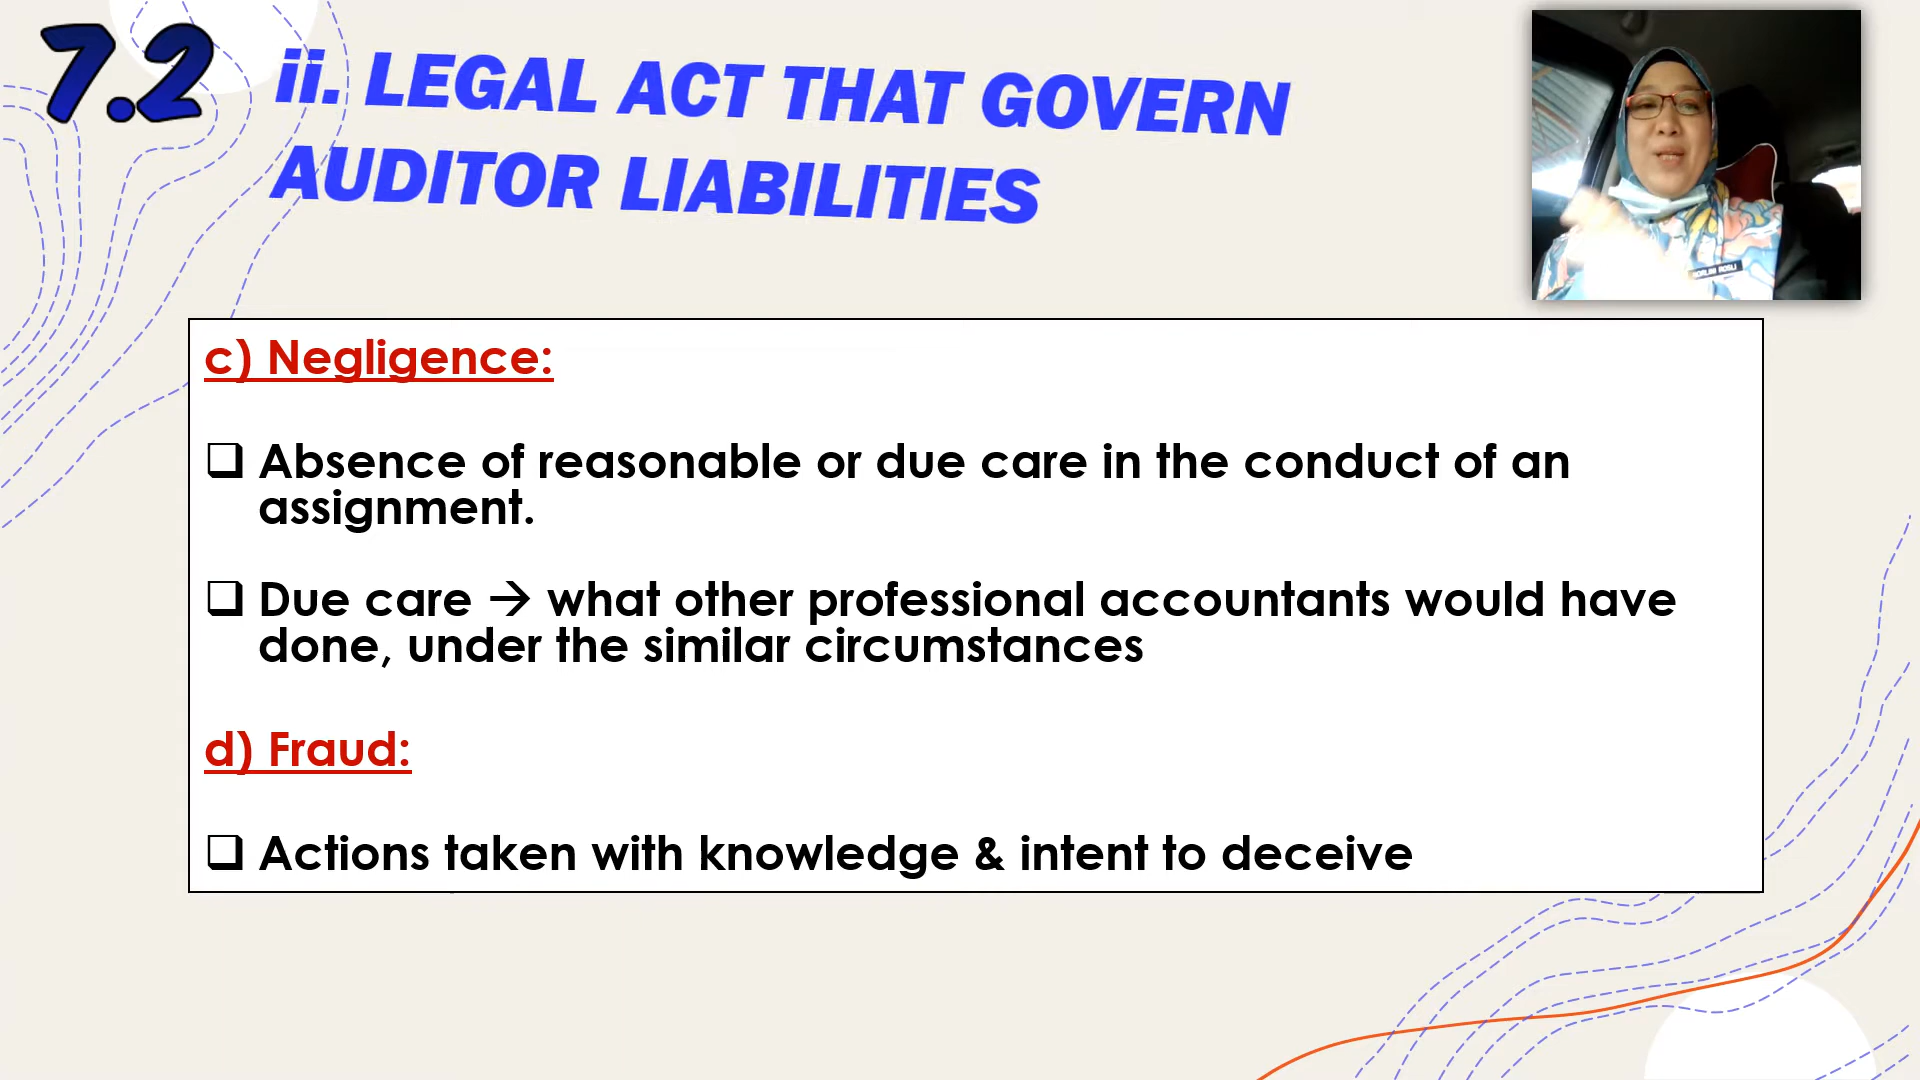 7.2
ii. LEGAL ACT THAT GOVERN
AUDITOR LIABILITIES
c) Negligence:
❑ Absence of reasonable or due care in the conduct of an
assignment.
❑ Due care → what other professional accountants would have
done, under the similar circumstances
d) Fraud:
❑ Actions taken with knowledge & intent to deceive